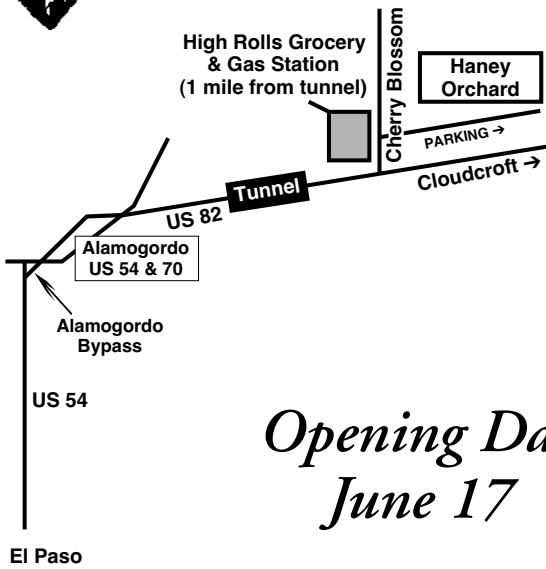 High Rolls Grocery
& Gas Station
(1 mile from tunnel)
Cherry Blossom
Haney
Orchard
PARKING →
Cloudcroft →
Tunnel
US 82
Alamogordo
US 54 & 70
Alamogordo
Bypass
US 54
Opening Da
June 17
El Paso